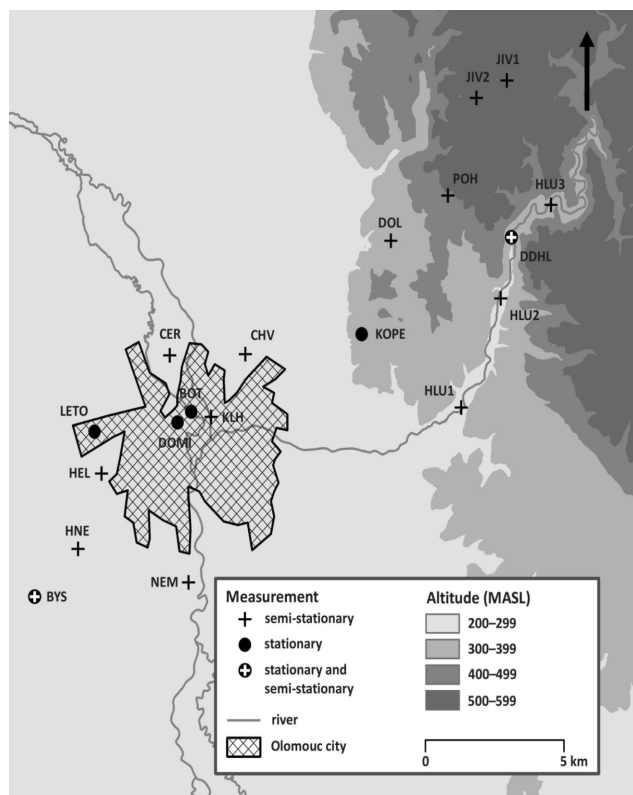 JIV1
JIV2
POH
HLU3
DOL
DDHL
HLU2
CER
CHV
KOPE
BOT
HLU1
LETO
KLH
DOMI
HEL
HNE
NEM
BYS
Measurement
semi-stationary
stationary
stationary and
semi-stationary
river
Olomouc city
Altitude (MASL)
200–299
300–399
400–499
500–599
0
5 km